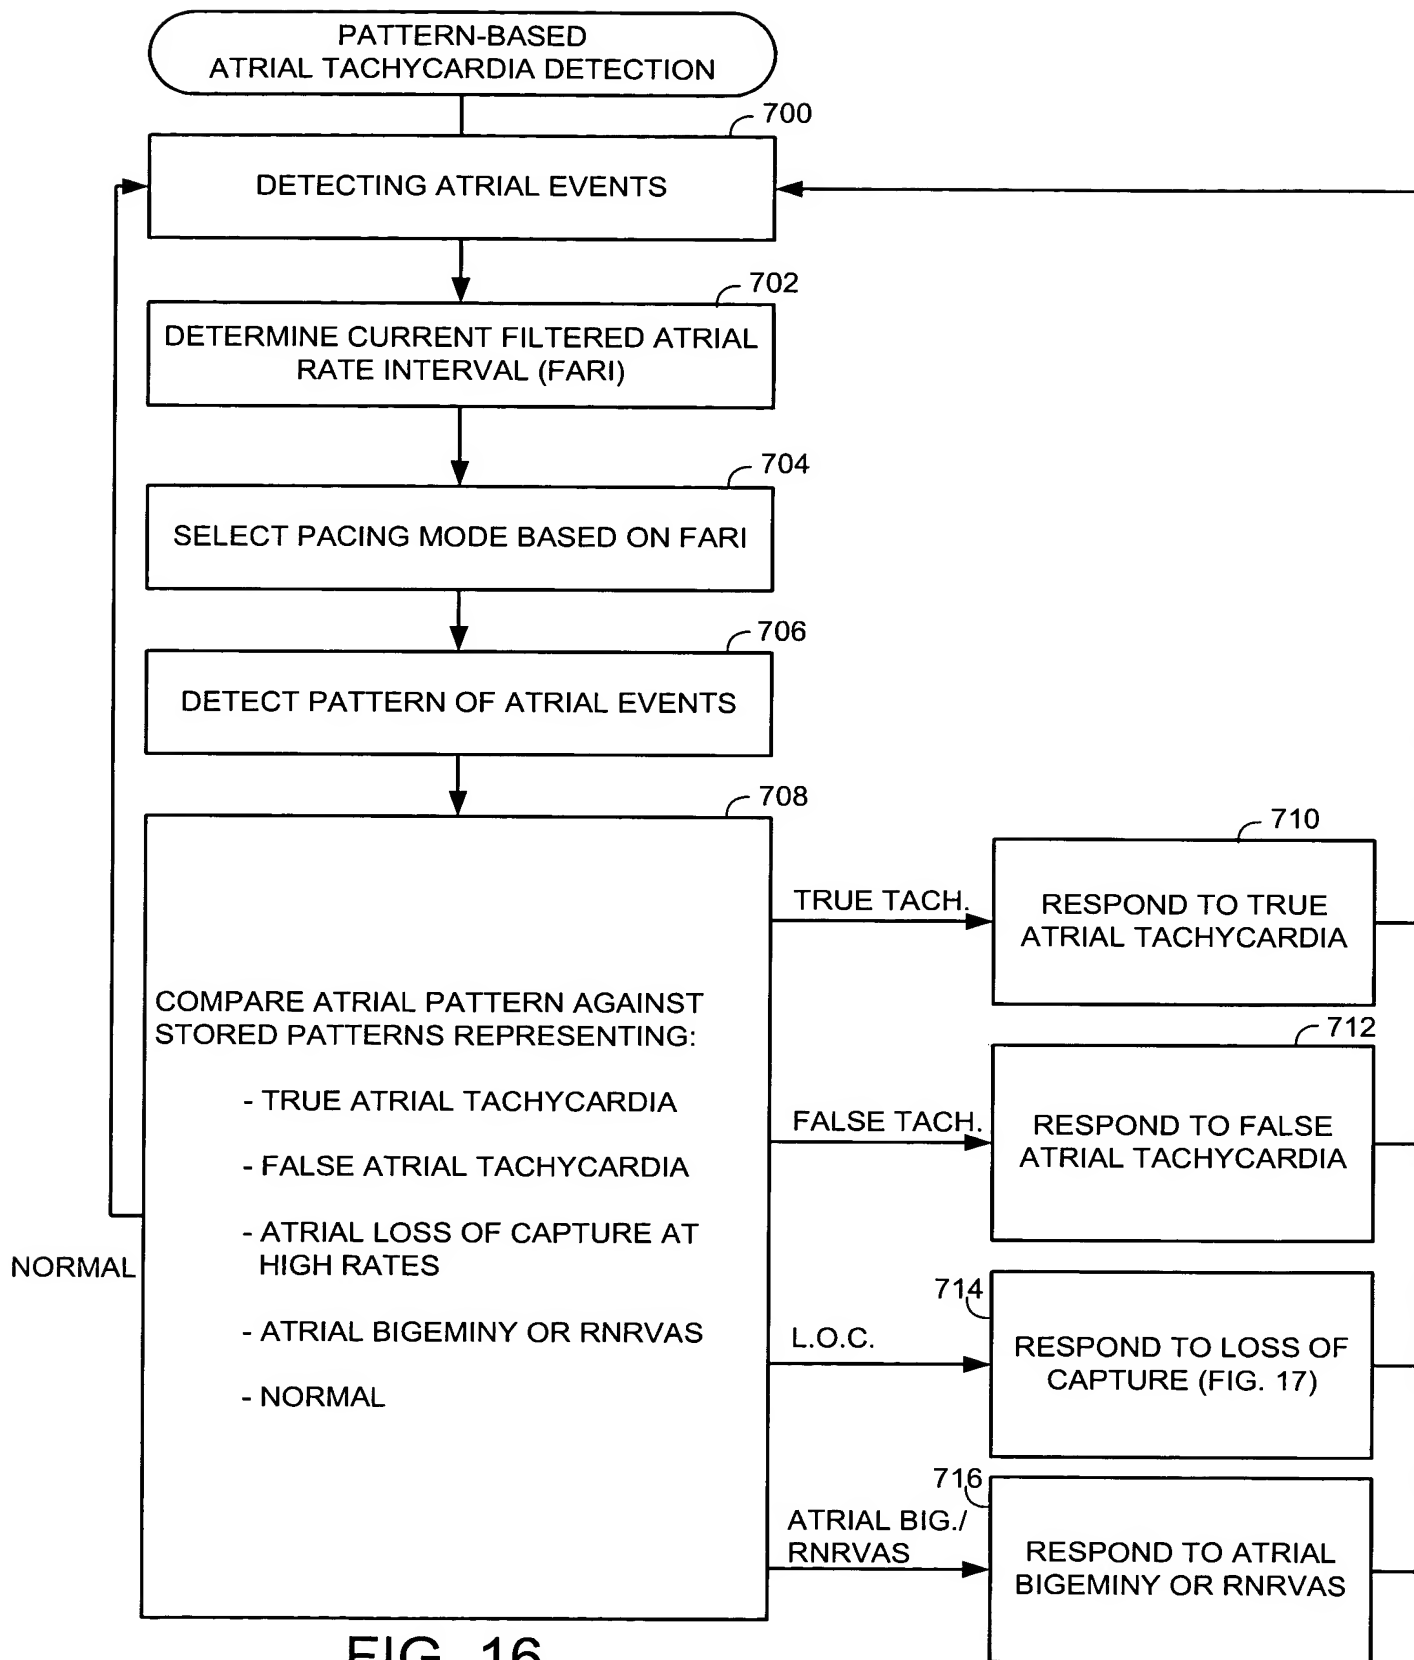 PATTERN-BASED
ATRIAL TACHYCARDIA DETECTION
700
DETECTING ATRIAL EVENTS
702
DETERMINE CURRENT FILTERED ATRIAL
RATE INTERVAL (FARI)
704
SELECT PACING MODE BASED ON FARI
706
DETECT PATTERN OF ATRIAL EVENTS
708
COMPARE ATRIAL PATTERN AGAINST
STORED PATTERNS REPRESENTING:
- TRUE ATRIAL TACHYCARDIA
- FALSE ATRIAL TACHYCARDIA
- ATRIAL LOSS OF CAPTURE AT
HIGH RATES
- ATRIAL BIGEMINY OR RNRVAS
- NORMAL
NORMAL
TRUE TACH.
710
RESPOND TO TRUE
ATRIAL TACHYCARDIA
FALSE TACH.
712
RESPOND TO FALSE
ATRIAL TACHYCARDIA
L.O.C.
714
RESPOND TO LOSS OF
CAPTURE (FIG. 17)
ATRIAL BIG./
RNRVAS
716
RESPOND TO ATRIAL
BIGEMINY OR RNRVAS
FIG. 16